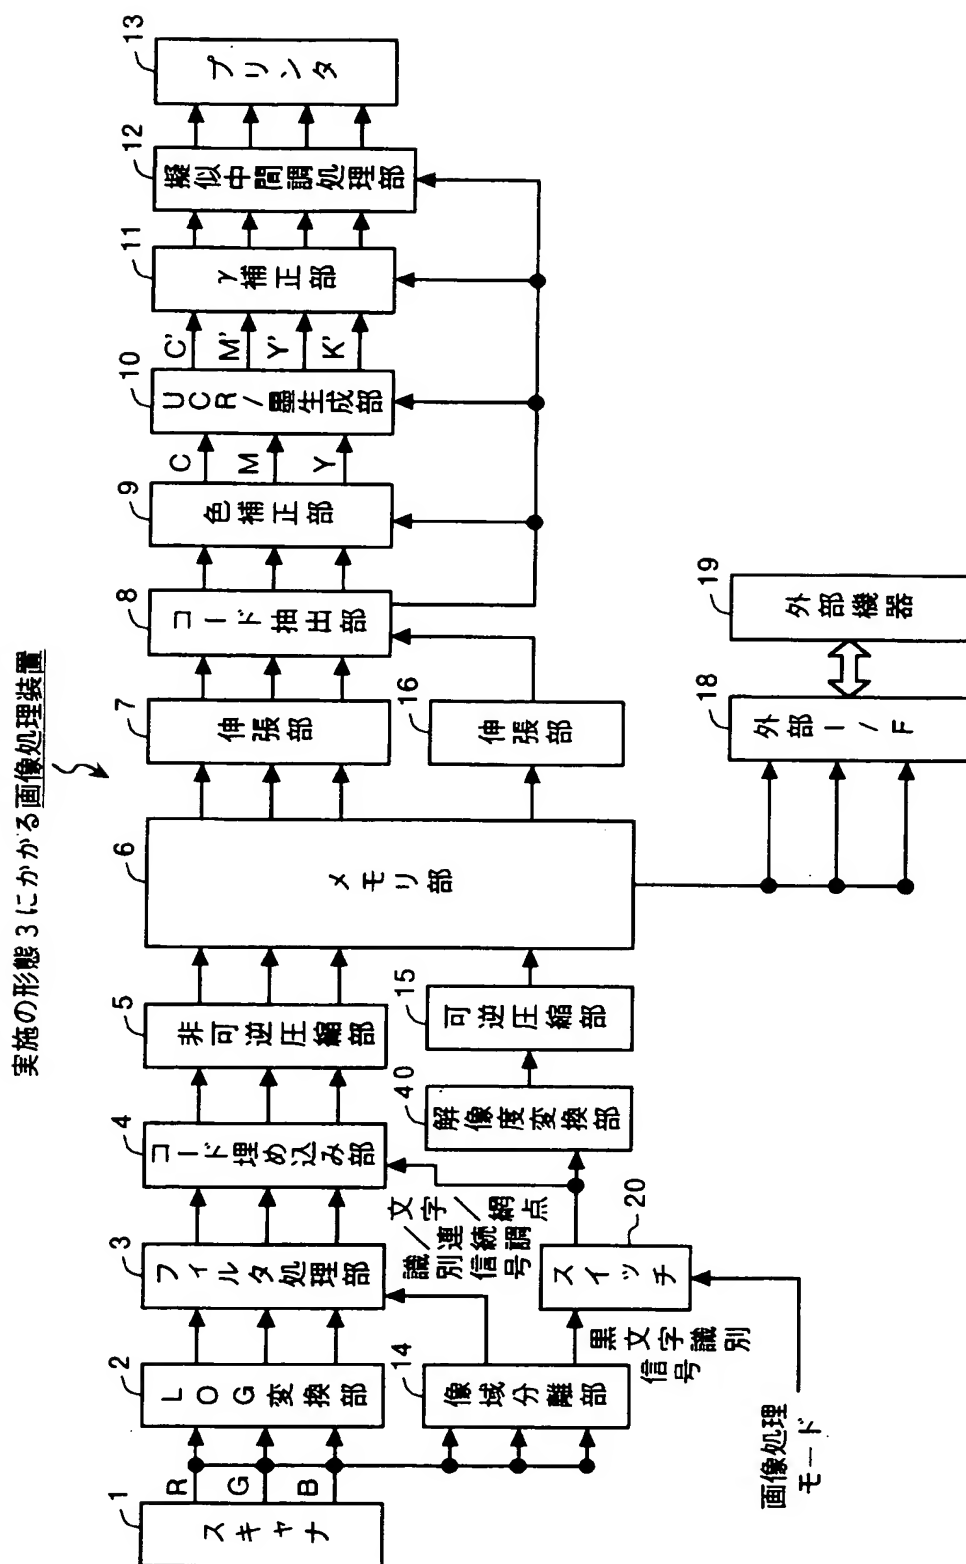 実施の形態3にかかる画像処理装置
1
スキャナ
R
G
B
2
LOG変換部
3
フィルタ処理部
4
コード埋め込み部
5
非可逆圧縮部
6
メモリ部
7
伸張部
8
コード抽出部
9
色補正部
C
M
Y
10
UCR/墨生成部
C'
M'
Y'
K'
11
γ補正部
12
擬似中間調処理部
13
プリンタ
14
像域分離部
黒文字識別
信号
文字/網点
/連続調
識別信号
20
スイッチ
画像処理
モード
40
解像度変換部
15
可逆圧縮部
16
伸張部
18
外部I/F
19
外部機器